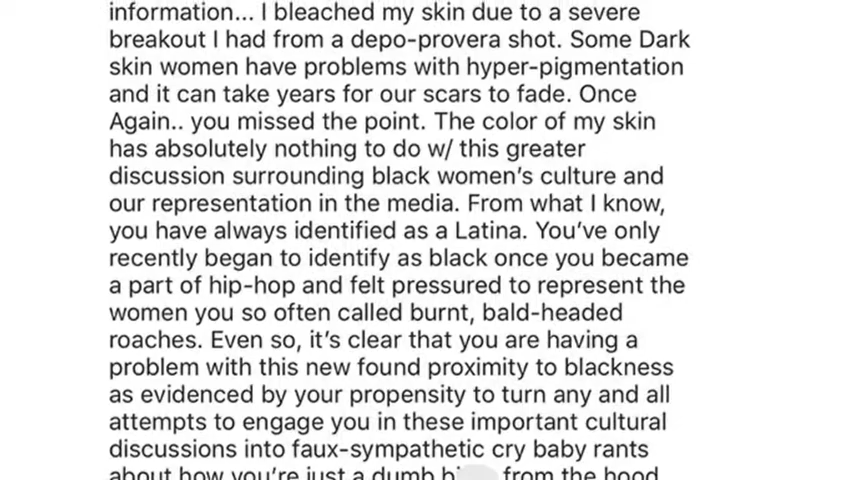 information... I bleached my skin due to a severe
breakout I had from a depo-provera shot. Some Dark
skin women have problems with hyper-pigmentation
and it can take years for our scars to fade. Once
Again.. you missed the point. The color of my skin
has absolutely nothing to do w/ this greater
discussion surrounding black women's culture and
our representation in the media. From what I know,
you have always identified as a Latina. You've only
recently began to identify as black once you became
a part of hip-hop and felt pressured to represent the
women you so often called burnt, bald-headed
roaches. Even so, it's clear that you are having a
problem with this new found proximity to blackness
as evidenced by your propensity to turn any and all
attempts to engage you in these important cultural
discussions into faux-sympathetic cry baby rants
about how you're just a dumb from the hood